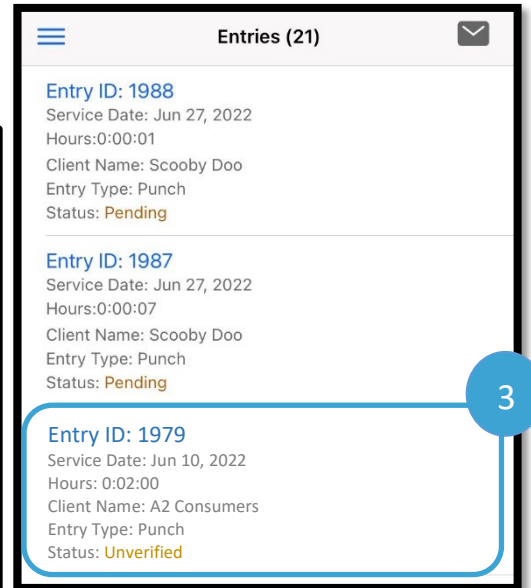 Entries (21)
Entry ID: 1988
Service Date: Jun 27, 2022
Hours:0:00:01
Client Name: Scooby Doo
Entry Type: Punch
Status: Pending
Entry ID: 1987
Service Date: Jun 27, 2022
Hours:0:00:07
Client Name: Scooby Doo
Entry Type: Punch
Status: Pending
3
Entry ID: 1979
Service Date: Jun 10, 2022
Hours: 0:02:00
Client Name: A2 Consumers
Entry Type: Punch
Status: Unverified